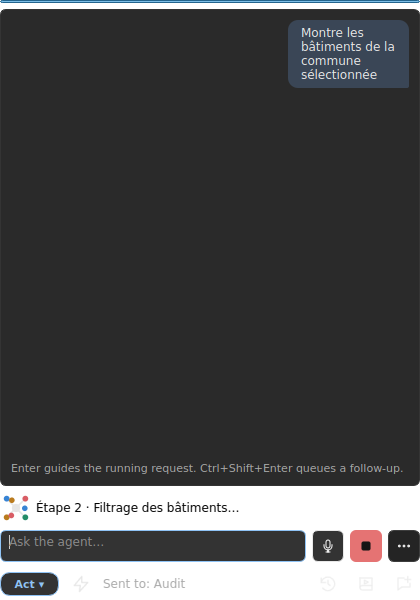 Montre les
bâtiments de la
commune
sélectionnée
Enter guides the running request. Ctrl+Shift+Enter queues a follow-up.
Étape 2 · Filtrage des bâtiments…
Ask the agent…
Act ▾
Sent to: Audit